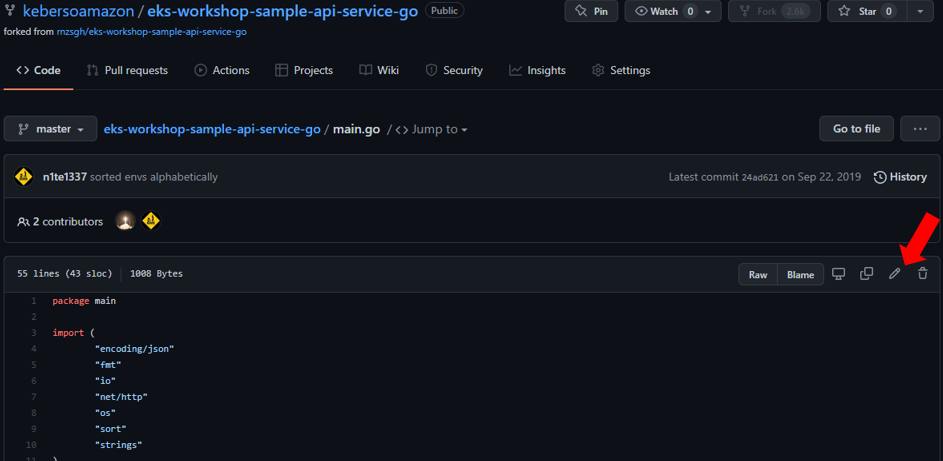 kebersoamazon / eks-workshop-sample-api-service-go Public Pin Watch 0 Fork 2.6k Star 0
forked from rnzsgh/eks-workshop-sample-api-service-go
Code Pull requests Actions Projects Wiki Security Insights Settings
master eks-workshop-sample-api-service-go / main.go / <> Jump to Go to file ...
n1te1337 sorted envs alphabetically Latest commit 24ad621 on Sep 22, 2019 History
2 contributors
55 lines (43 sloc) 1008 Bytes Raw Blame
1 package main
2
3 import (
4 "encoding/json"
5 "fmt"
6 "io"
7 "net/http"
8 "os"
9 "sort"
10 "strings"
11 )